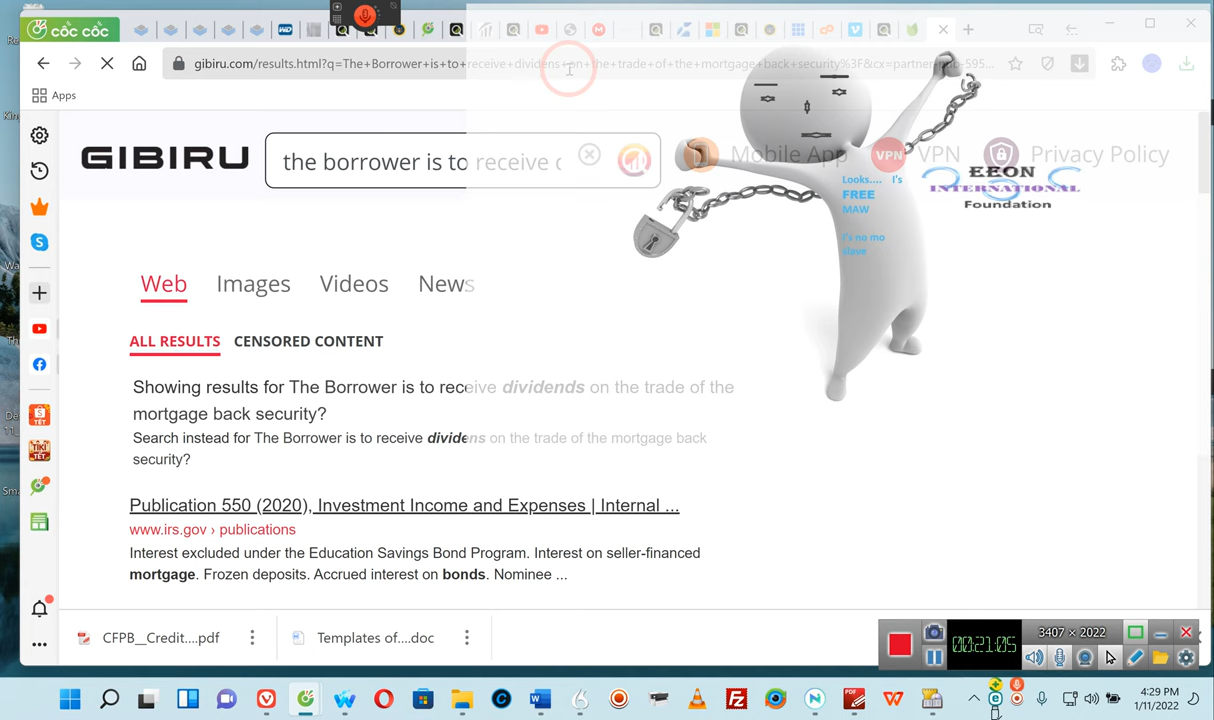 cốc cốc
WD
gibiru.com/results.html?q=The+Borrower+is+to+receive+dividens+on+the+trade+of+the+mortgage+back+security%3F&cx=partner-pub-595...
Apps
GIBIRU
the borrower is to receive d
Mobile App
VPN
VPN
Privacy Policy
Looks.... I's
FREE
MAW
I's no mo
slave
EEON
INTERNATIONAL
Foundation
Web
Images
Videos
News
ALL RESULTS
CENSORED CONTENT
Showing results for The Borrower is to receive dividends on the trade of the
mortgage back security?
Search instead for The Borrower is to receive dividens on the trade of the mortgage back
security?
Publication 550 (2020), Investment Income and Expenses | Internal ...
www.irs.gov › publications
Interest excluded under the Education Savings Bond Program. Interest on seller-financed
mortgage. Frozen deposits. Accrued interest on bonds. Nominee ...
CFPB__Credit....pdf
Templates of....doc
00:21:05
3407 × 2022
4:29 PM
1/11/2022